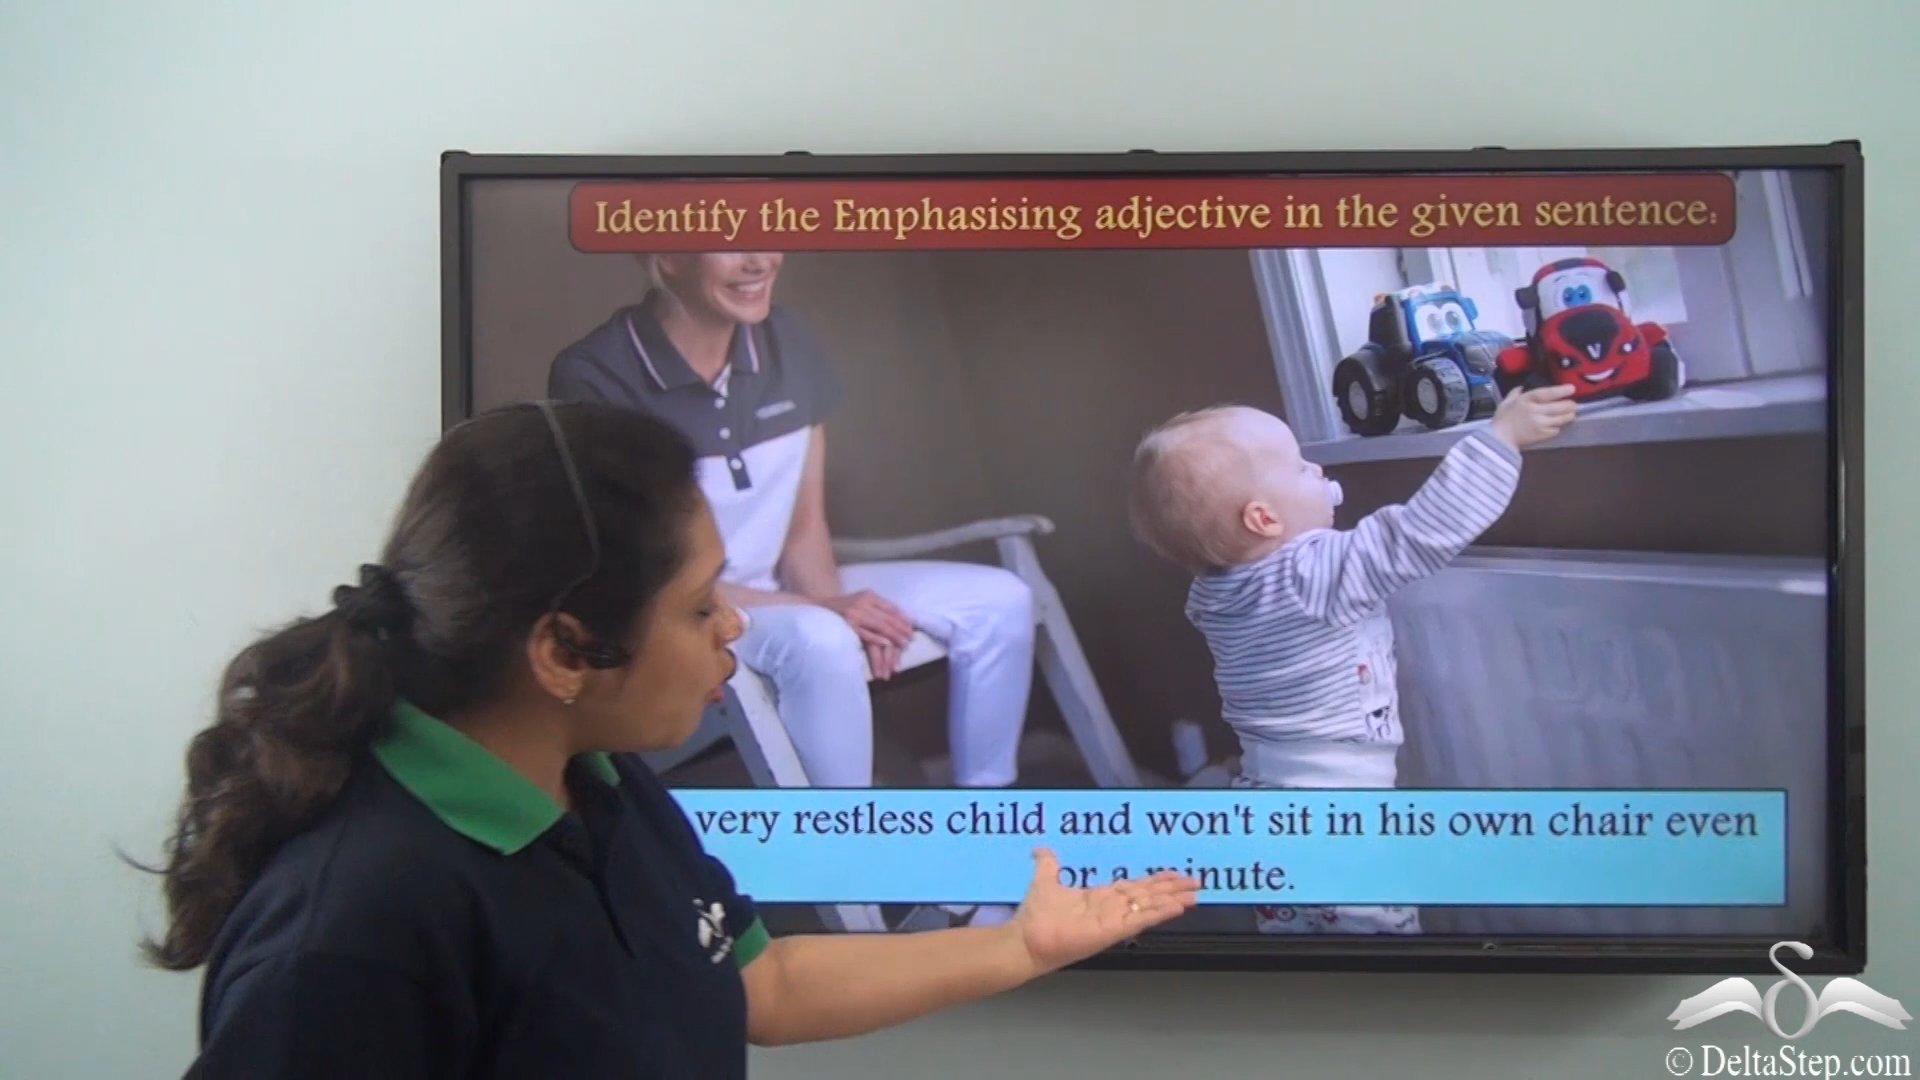 Identify the Emphasising adjective in the given sentence:
very restless child and won't sit in his own chair even
a minute.
© DeltaStep.com